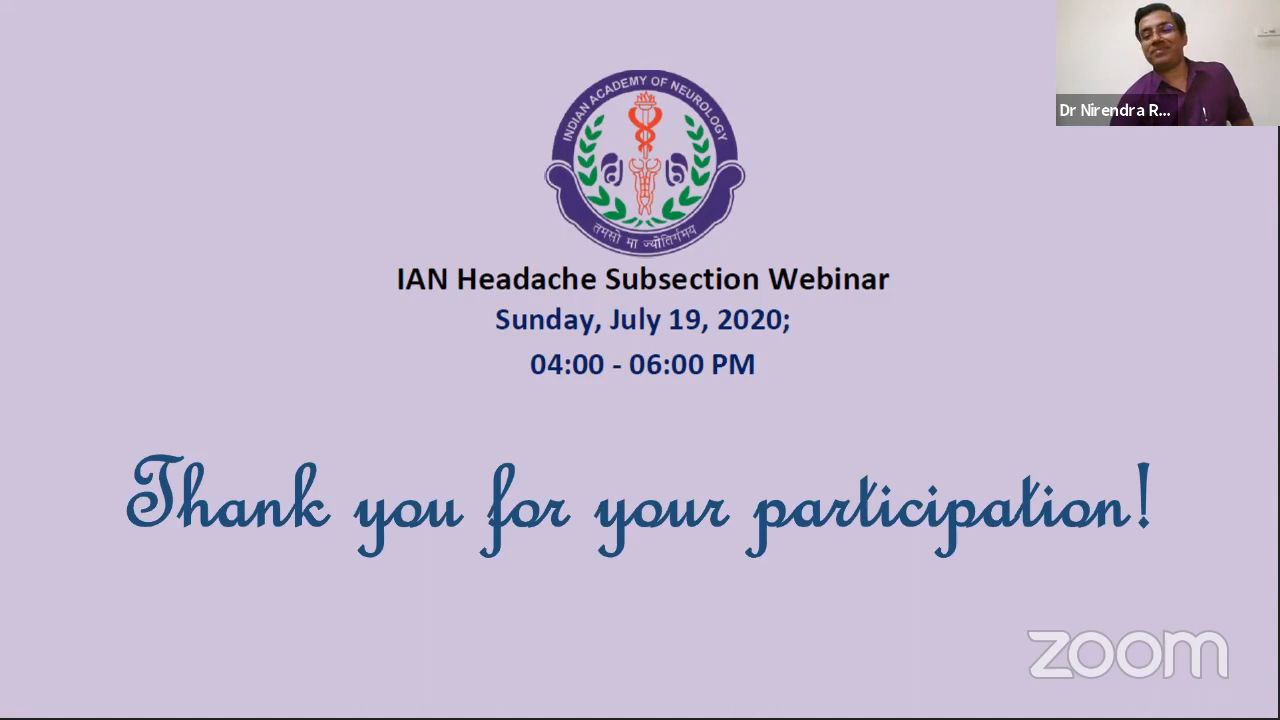 INDIAN ACADEMY OF NEUROLOGY
तमसो मा ज्योतिर्गमय
IAN Headache Subsection Webinar
Sunday, July 19, 2020;
04:00 - 06:00 PM
Thank you for your participation!
Dr Nirendra R...
zoom